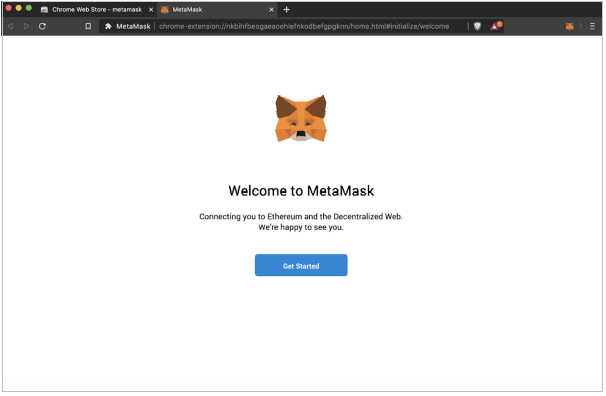 Chrome Web Store - metamask
MetaMask
MetaMask chrome-extension://nkbihfbeogaeaoehlefnkodbefgpgknn/home.html#initialize/welcome
1
Welcome to MetaMask
Connecting you to Ethereum and the Decentralized Web.
We're happy to see you.
Get Started